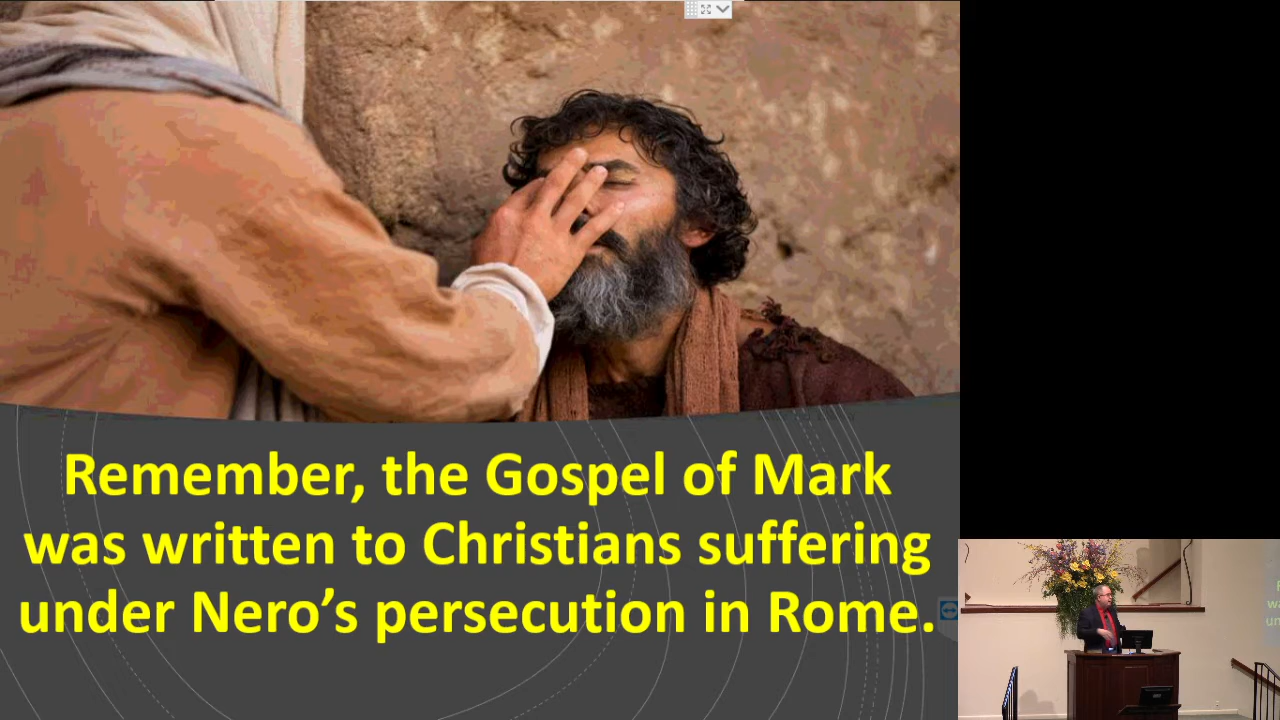 Remember, the Gospel of Mark
was written to Christians suffering
under Nero’s persecution in Rome.